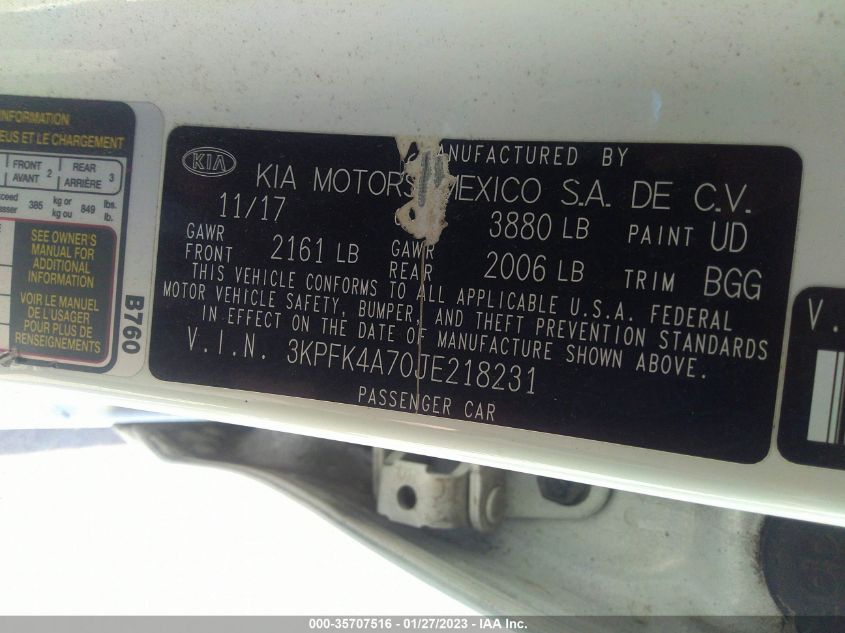 INFORMATION
EUS ET LE CHARGEMENT
FRONT AVANT 2 REAR ARRIÈRE 3
385 kg or kg ou 849 lbs. lb.
SEE OWNER'S
MANUAL FOR
ADDITIONAL
INFORMATION
VOIR LE MANUEL
DE L'USAGER
POUR PLUS DE
RENSEIGNEMENTS
B760
KIA
MANUFACTURED BY
KIA MOTORS MEXICO S.A. DE C.V.
11/17 3880 LB PAINT UD
GAWR FRONT 2161 LB GAWR REAR 2006 LB TRIM BGG
THIS VEHICLE CONFORMS TO ALL APPLICABLE U.S.A. FEDERAL
MOTOR VEHICLE SAFETY, BUMPER, AND THEFT PREVENTION STANDARDS
IN EFFECT ON THE DATE OF MANUFACTURE SHOWN ABOVE.
V.I.N. 3KPFK4A70JE218231
PASSENGER CAR
V.
000-35707516 - 01/27/2023 - IAA Inc.